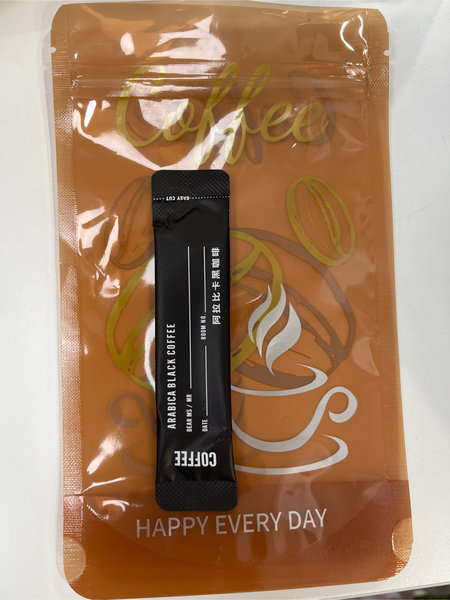 Coffee
EASY CUT
ARABICA BLACK COFFEE
DEAR MS / MR
DATE
ROOM NO.
阿拉比卡黑咖啡
COFFEE
HAPPY EVERY DAY